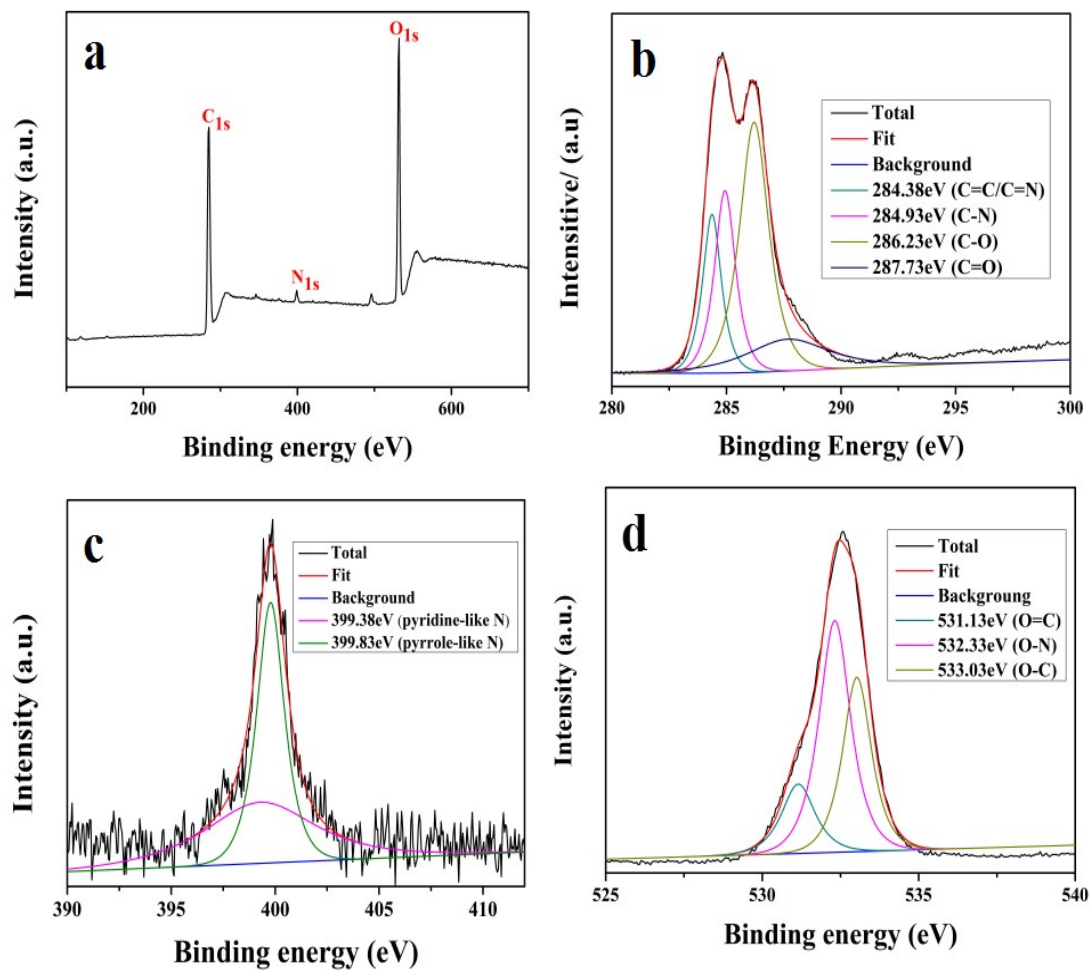 a
O1s
C1s
N1s
Intensity (a.u.)
200
400
600
Binding energy (eV)
b
Total
Fit
Background
284.38eV (C=C/C=N)
284.93eV (C-N)
286.23eV (C-O)
287.73eV (C=O)
Intensitive/ (a.u)
280
285
290
295
300
Bingding Energy (eV)
c
Total
Fit
Background
399.38eV (pyridine-like N)
399.83eV (pyrrole-like N)
Intensity (a.u.)
390
395
400
405
410
Binding energy (eV)
d
Total
Fit
Backgroung
531.13eV (O=C)
532.33eV (O-N)
533.03eV (O-C)
Intensity (a.u.)
525
530
535
540
Binding energy (eV)